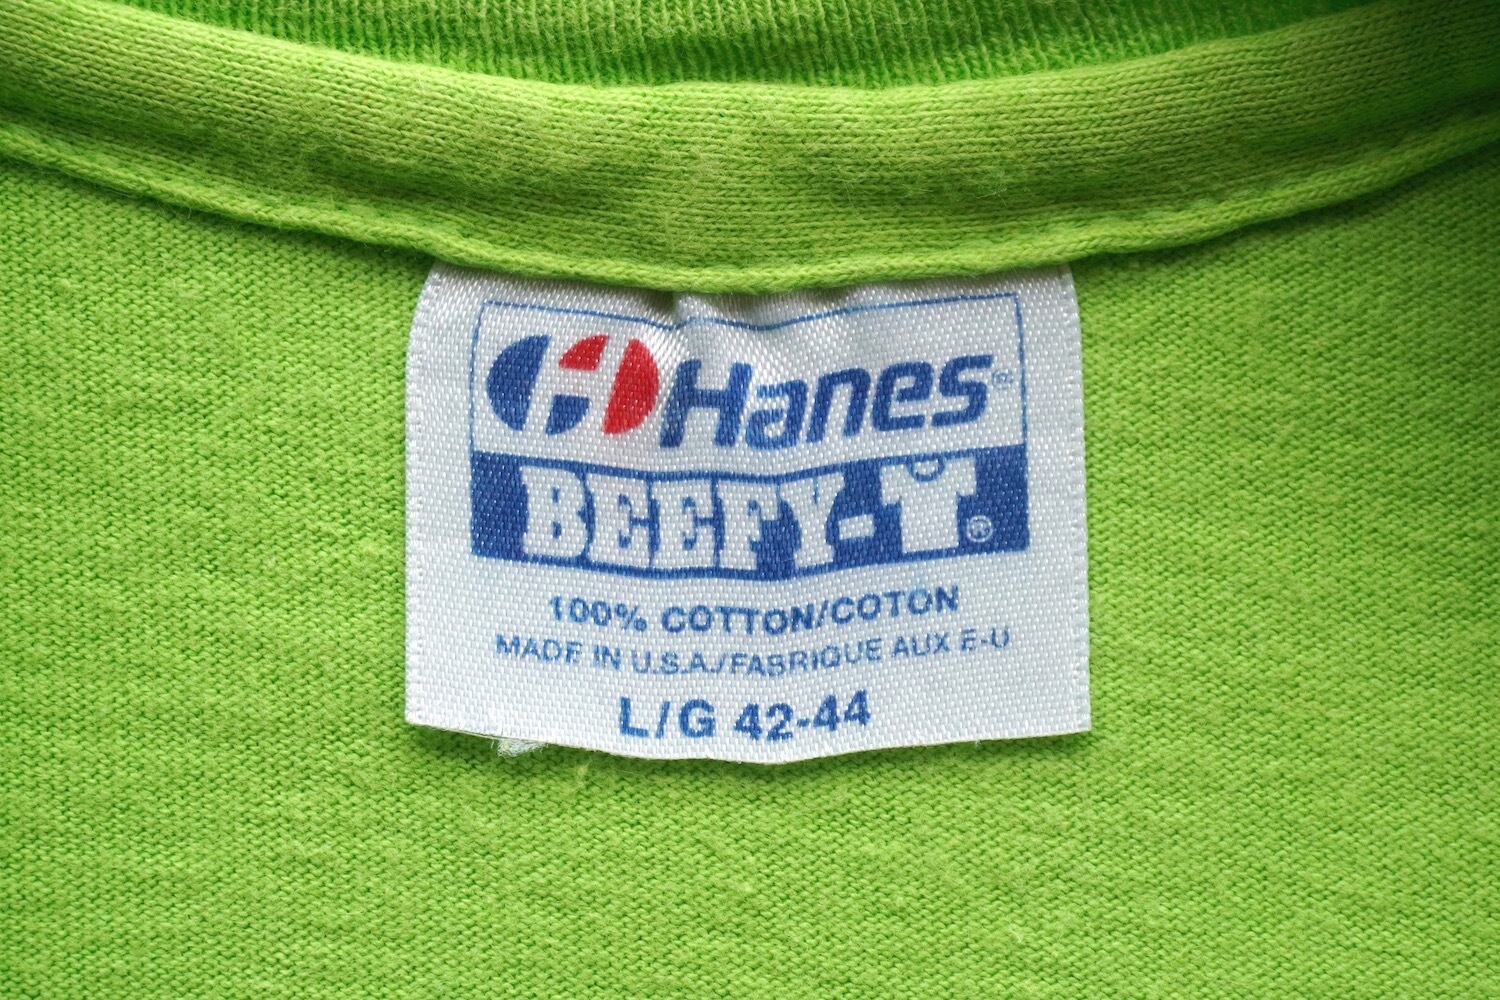 Hanes
BEEFY-T®
100% COTTON/COTON
MADE IN U.S.A./FABRIQUE AUX E-U
L/G 42-44